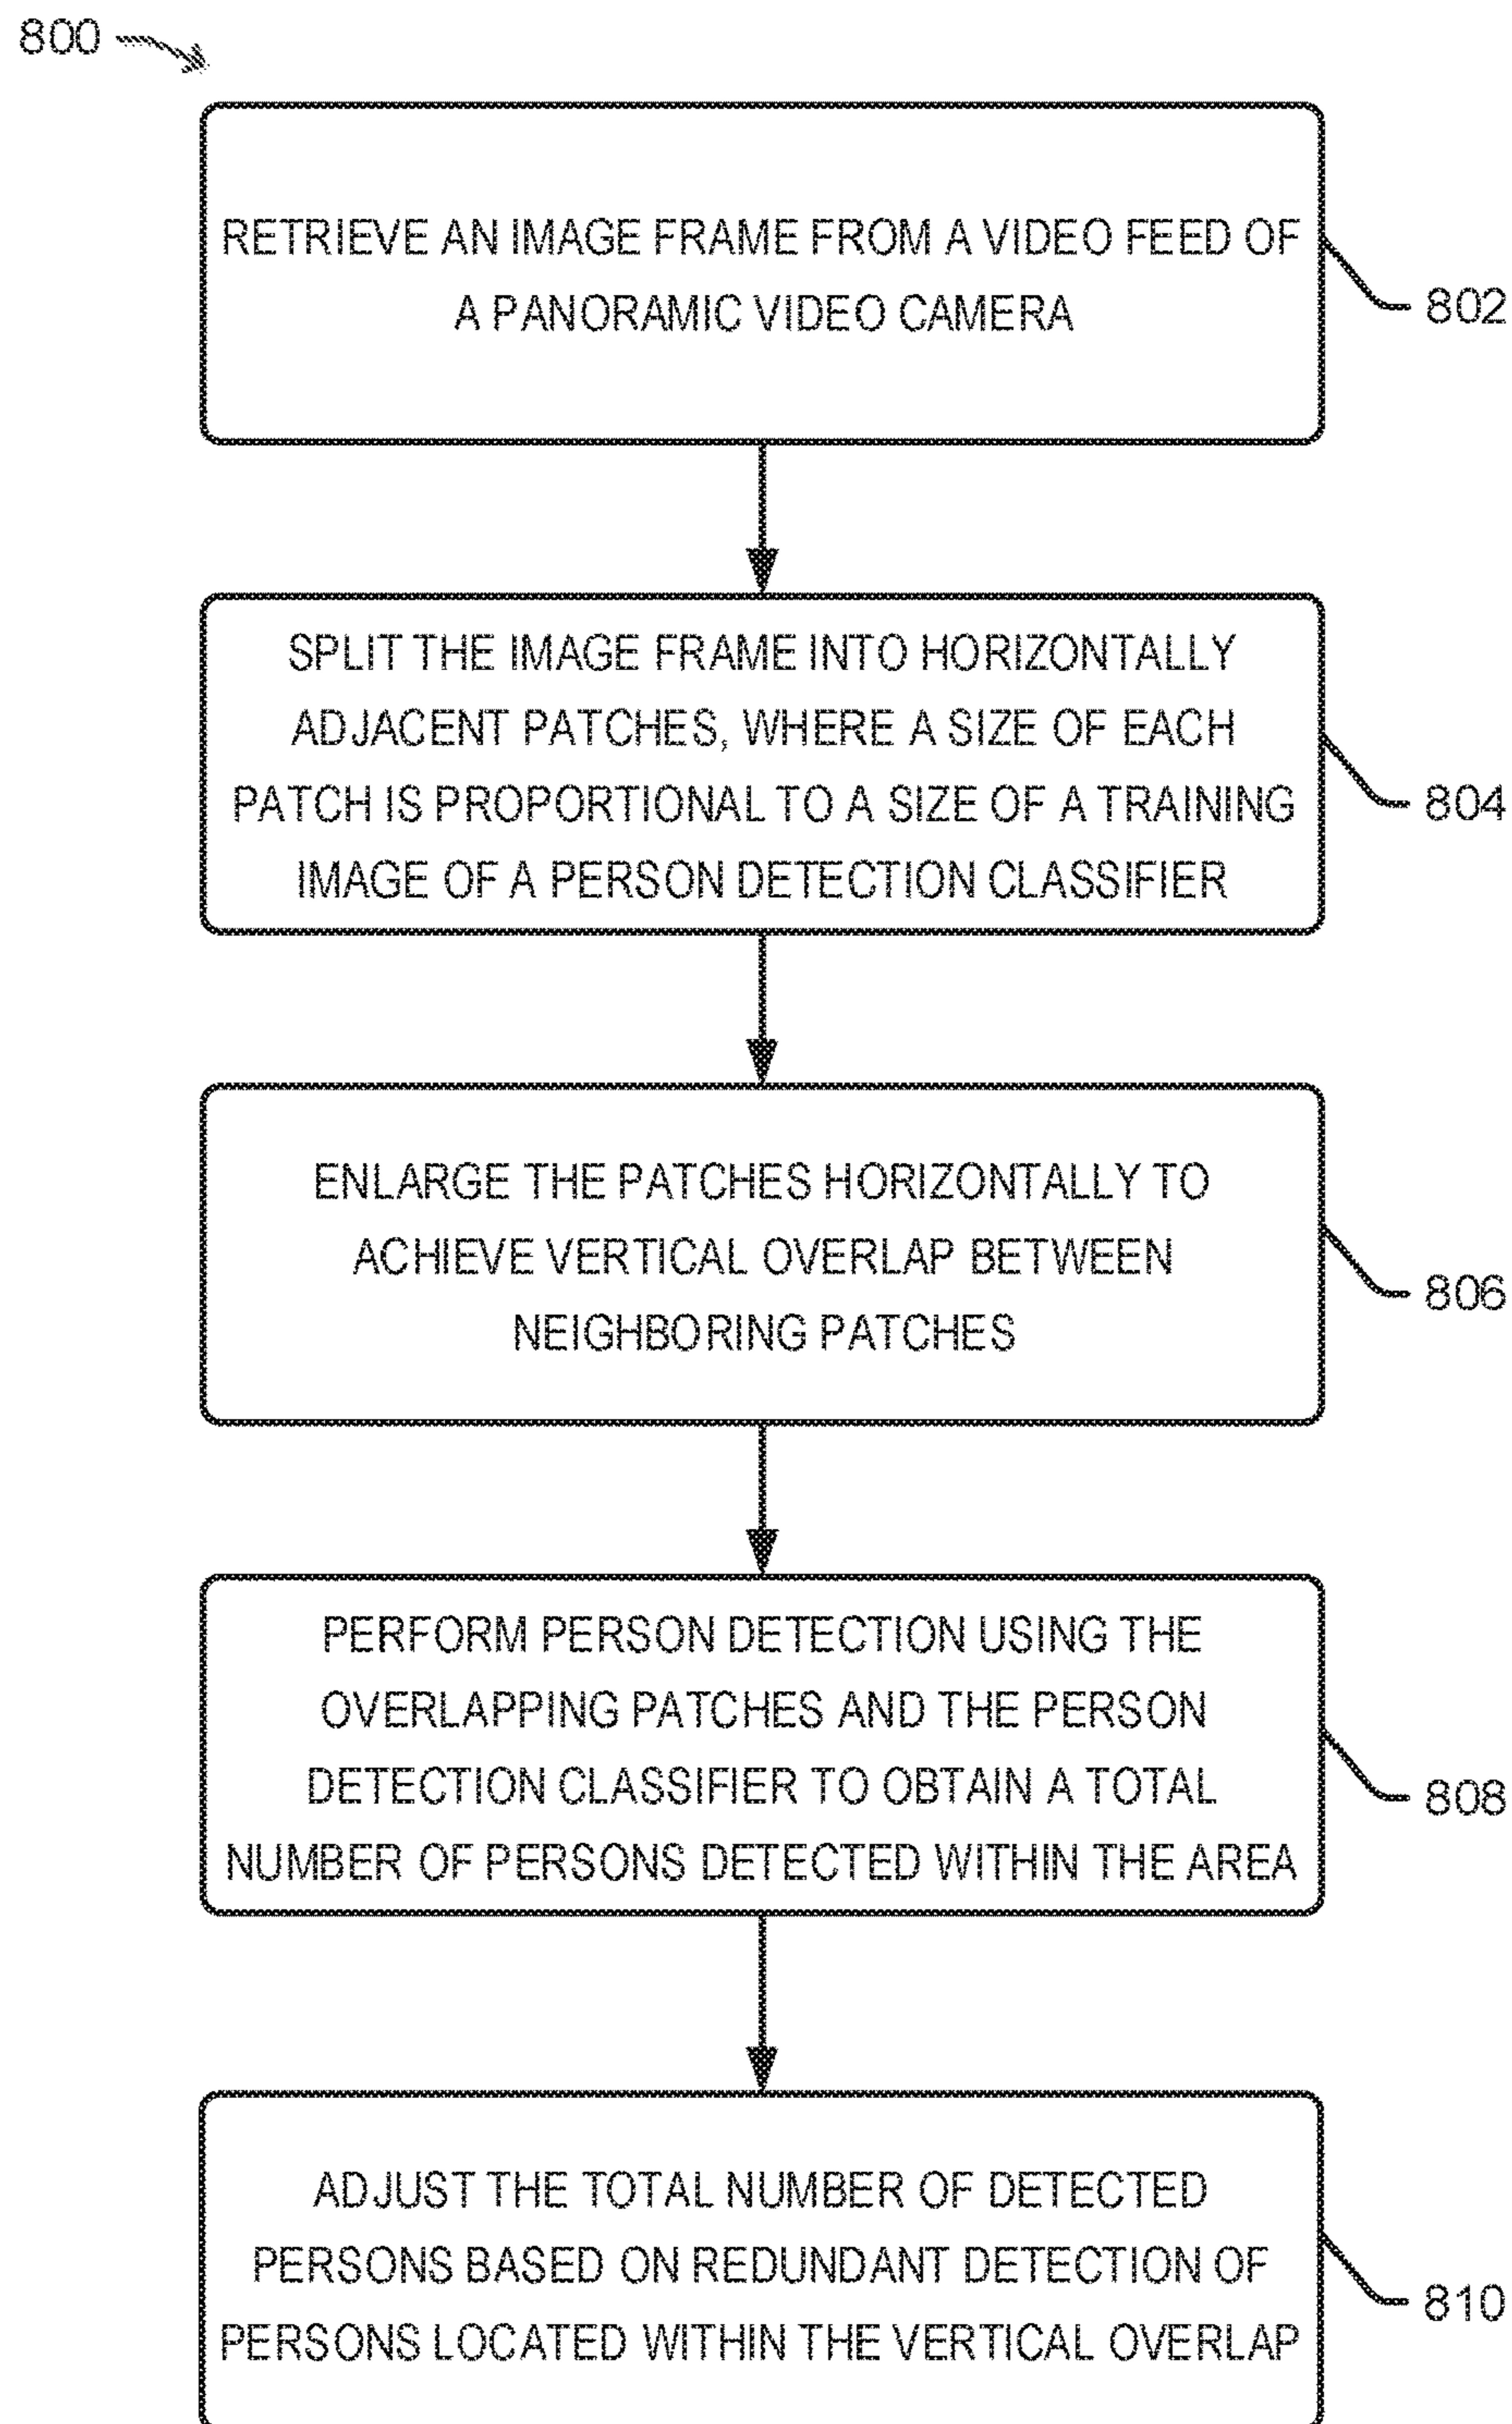 800
RETRIEVE AN IMAGE FRAME FROM A VIDEO FEED OF
A PANORAMIC VIDEO CAMERA
802
SPLIT THE IMAGE FRAME INTO HORIZONTALLY
ADJACENT PATCHES, WHERE A SIZE OF EACH
PATCH IS PROPORTIONAL TO A SIZE OF A TRAINING
IMAGE OF A PERSON DETECTION CLASSIFIER
804
ENLARGE THE PATCHES HORIZONTALLY TO
ACHIEVE VERTICAL OVERLAP BETWEEN
NEIGHBORING PATCHES
806
PERFORM PERSON DETECTION USING THE
OVERLAPPING PATCHES AND THE PERSON
DETECTION CLASSIFIER TO OBTAIN A TOTAL
NUMBER OF PERSONS DETECTED WITHIN THE AREA
808
ADJUST THE TOTAL NUMBER OF DETECTED
PERSONS BASED ON REDUNDANT DETECTION OF
PERSONS LOCATED WITHIN THE VERTICAL OVERLAP
810